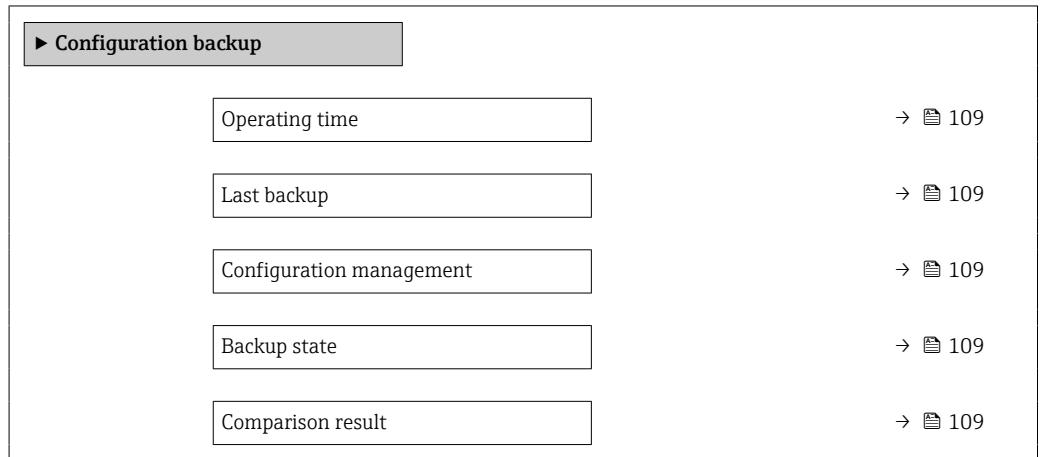 ▶ Configuration backup
Operating time → 🖹 109
Last backup → 🖹 109
Configuration management → 🖹 109
Backup state → 🖹 109
Comparison result → 🖹 109